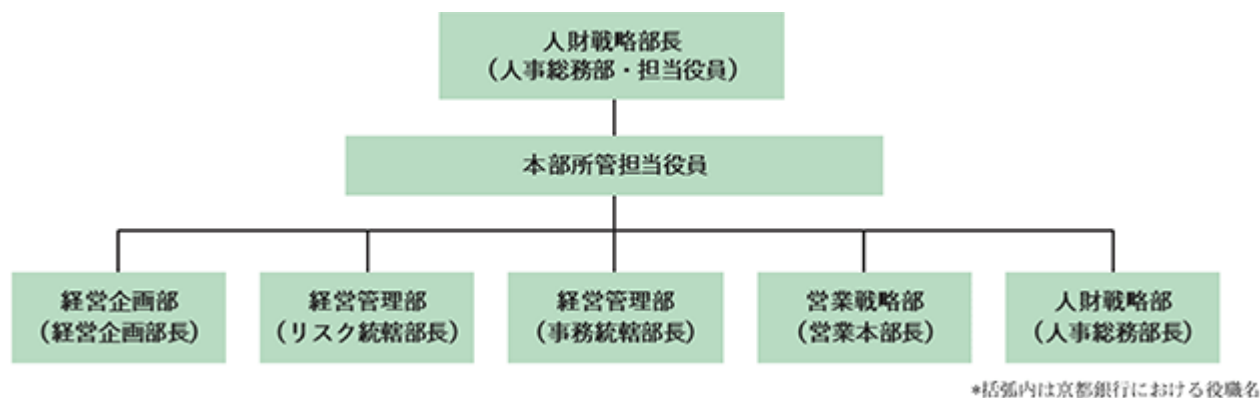 人財戦略部長
（人事総務部・担当役員）
本部所管担当役員
経営企画部
（経営企画部長）
経営管理部
（リスク統轄部長）
経営管理部
（事務統轄部長）
営業戦略部
（営業本部長）
人財戦略部
（人事総務部長）
*括弧内は京都銀行における役職名